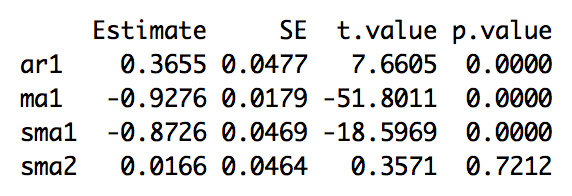 Estimate SE t.value p.value
ar1 0.3655 0.0477 7.6605 0.0000
ma1 -0.9276 0.0179 -51.8011 0.0000
sma1 -0.8726 0.0469 -18.5969 0.0000
sma2 0.0166 0.0464 0.3571 0.7212